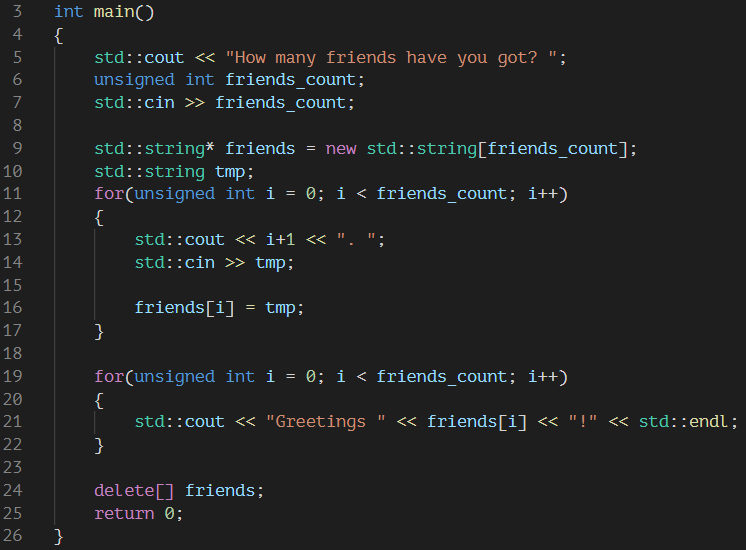 3 int main()
4 {
5     std::cout << "How many friends have you got? ";
6     unsigned int friends_count;
7     std::cin >> friends_count;
8
9     std::string* friends = new std::string[friends_count];
10     std::string tmp;
11     for(unsigned int i = 0; i < friends_count; i++)
12     {
13         std::cout << i+1 << ". ";
14         std::cin >> tmp;
15
16         friends[i] = tmp;
17     }
18
19     for(unsigned int i = 0; i < friends_count; i++)
20     {
21         std::cout << "Greetings " << friends[i] << "!" << std::endl;
22     }
23
24     delete[] friends;
25     return 0;
26 }